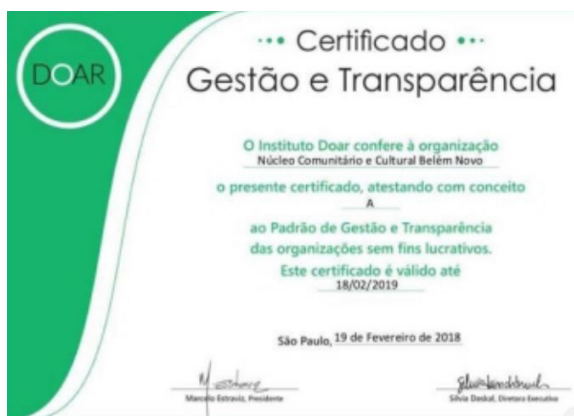 DOAR
Certificado
Gestão e Transparência
O Instituto Doar confere à organização
Núcleo Comunitário e Cultural Belém Novo
o presente certificado, atestando com conceito
A
ao Padrão de Gestão e Transparência
das organizações sem fins lucrativos.
Este certificado é válido até
18/02/2019
São Paulo, 19 de Fevereiro de 2018
Marcelo Estraviz, Presidente
Silvia Daskal, Diretora Executiva